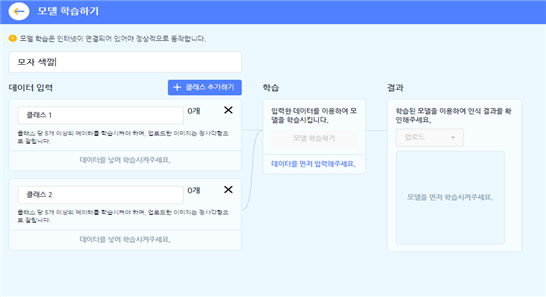 모델 학습하기
모델 학습은 인터넷이 연결되어 있어야 정상적으로 동작합니다.
모자 색깔
데이터 입력
+ 클래스 추가하기
클래스 1
0개
클래스 당 5개 이상의 데이터를 학습시켜야 하며, 업로드한 이미지는 정사각형으
로 잘립니다.
데이터를 넣어 학습시켜주세요.
클래스 2
0개
클래스 당 5개 이상의 데이터를 학습시켜야 하며, 업로드한 이미지는 정사각형으
로 잘립니다.
데이터를 넣어 학습시켜주세요.
학습
입력한 데이터를 이용하여 모
델을 학습시킵니다.
모델 학습하기
데이터를 먼저 입력해주세요.
결과
학습된 모델을 이용하여 인식 결과를 확
인해주세요.
업로드
모델을 먼저 학습시켜주세요.